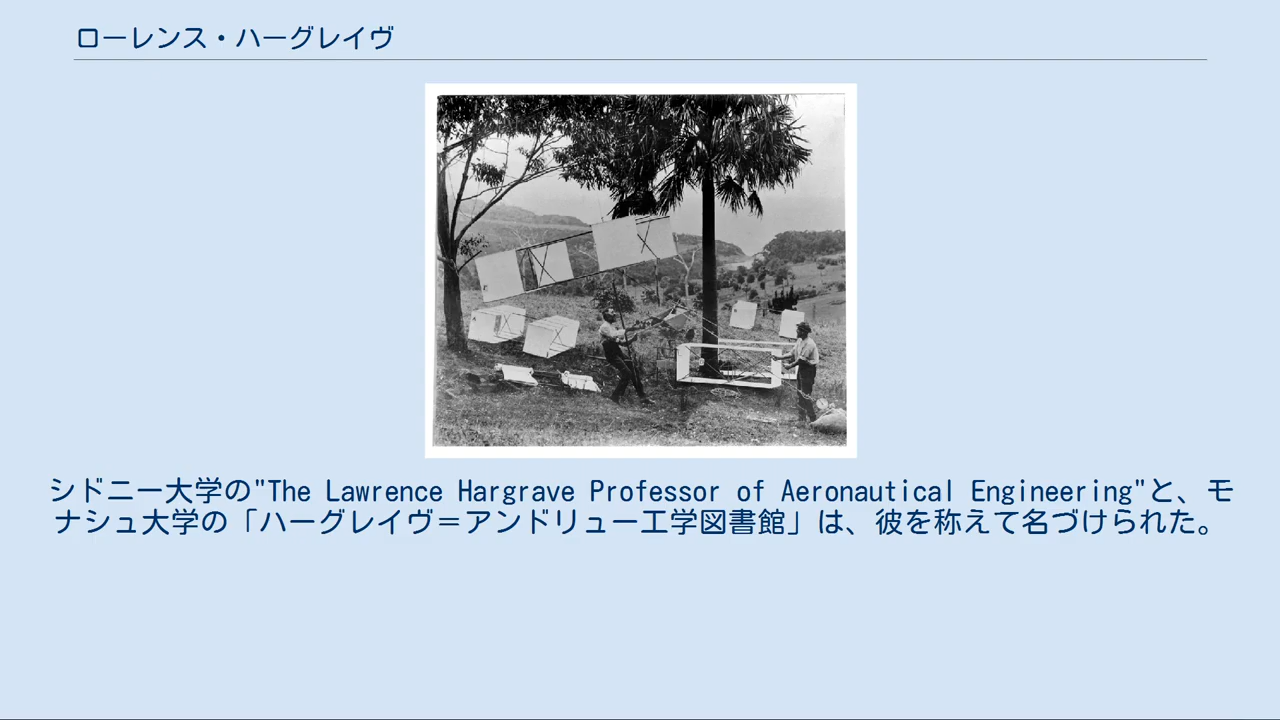 ローレンス・ハーグレイヴ
シドニー大学の"The Lawrence Hargrave Professor of Aeronautical Engineering"と、モ
ナシュ大学の「ハーグレイヴ＝アンドリュー工学図書館」は、彼を称えて名づけられた。